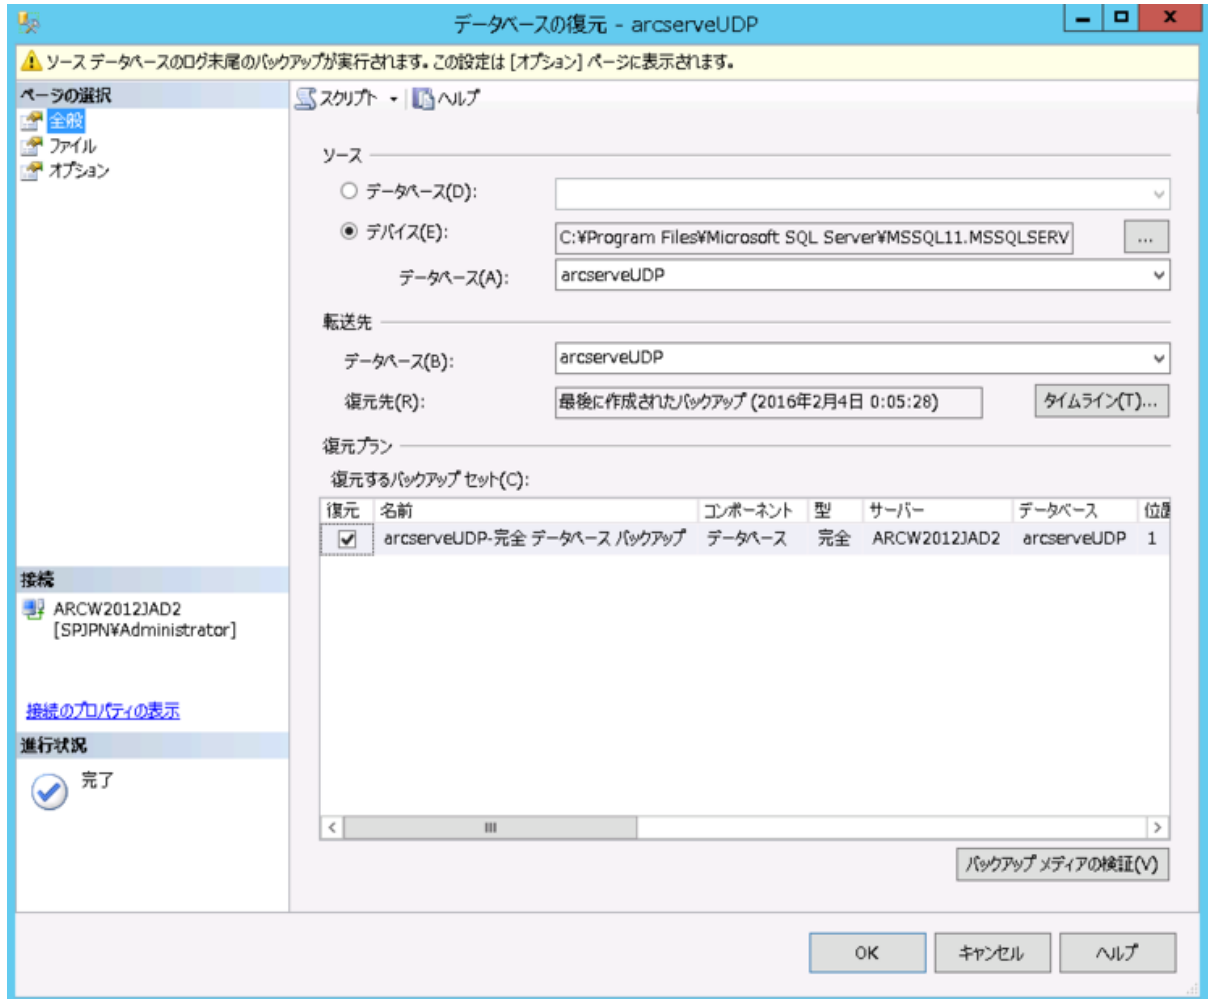 データベースの復元 - arcserveUDP
ソース データベースのログ末尾のバックアップが実行されます。この設定は [オプション] ページに表示されます。
ページの選択
全般
ファイル
オプション
スクリプト
ヘルプ
ソース
データベース(D):
デバイス(E):
C:¥Program Files¥Microsoft SQL Server¥MSSQL11.MSSQLSERV
...
データベース(A):
arcserveUDP
転送先
データベース(B):
arcserveUDP
復元先(R):
最後に作成されたバックアップ (2016年2月4日 0:05:28)
タイムライン(T)...
復元プラン
復元するバックアップ セット(C):
復元 名前 コンポーネント 型 サーバー データベース 位置
arcserveUDP-完全 データベース バックアップ データベース 完全 ARCW2012JAD2 arcserveUDP 1
接続
ARCW2012JAD2
[SPJPN¥Administrator]
接続のプロパティの表示
進行状況
完了
バックアップ メディアの検証(V)
OK
キャンセル
ヘルプ